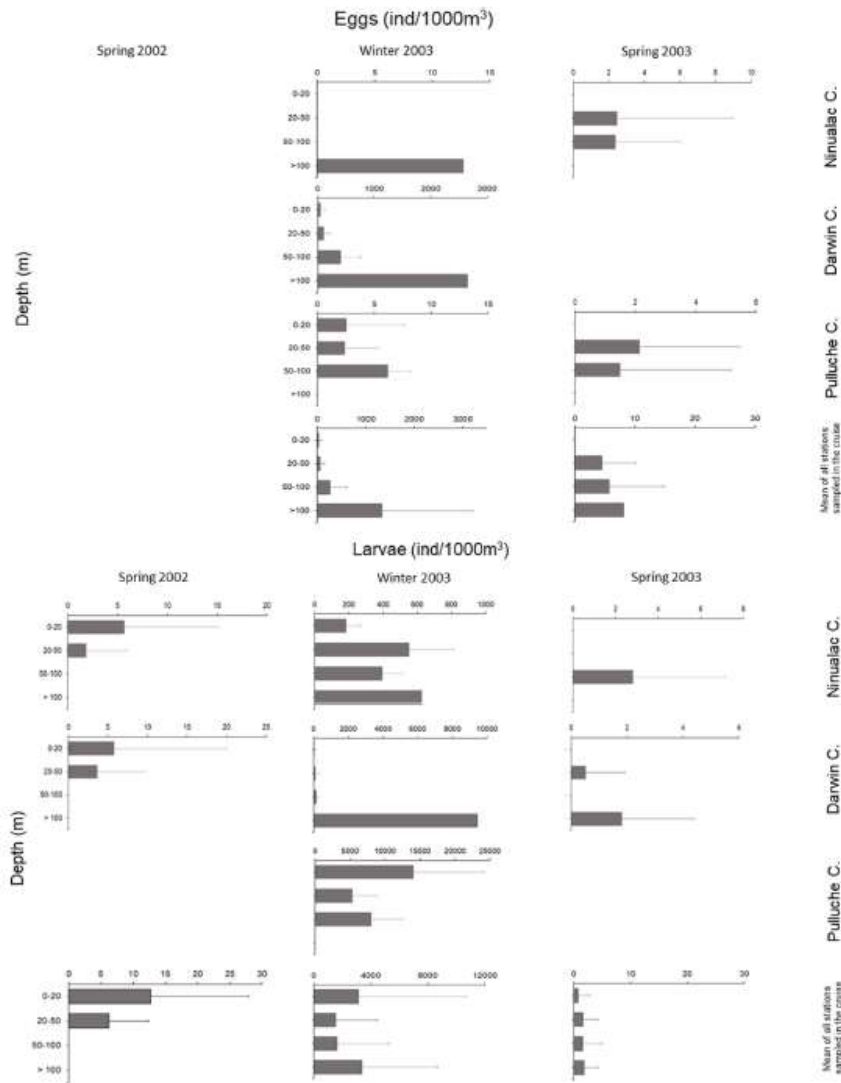 Eggs (ind/1000m³)
Spring 2002
Winter 2003
Spring 2003
0 5 10 15
0 2 4 6 8 10
0-20
20-50
50-100
>100
Ninualac C.
0 1000 2000 3000
0-20
20-50
50-100
>100
Darwin C.
Depth (m)
0 5 10 15
0 2 4 6
0-20
20-50
50-100
>100
Pulluche C.
0 1000 2000 3000
0 10 20 30
0-20
20-50
50-100
>100
Mean of all stations
sampled in the cruise
Larvae (ind/1000m³)
Spring 2002
Winter 2003
Spring 2003
0 5 10 15 20
0 200 400 600 800 1000
0 2 4 6 8
0-20
20-50
50-100
> 100
Ninualac C.
0 5 10 15 20 25
0 2000 4000 6000 8000 10000
0 2 4 6
0-20
20-50
50-100
> 100
Darwin C.
Depth (m)
0 5000 10000 15000 20000 25000
Pulluche C.
0 5 10 15 20 25 30
0 4000 8000 12000
0 10 20 30
0-20
20-50
50-100
> 100
Mean of all stations
sampled in the cruise